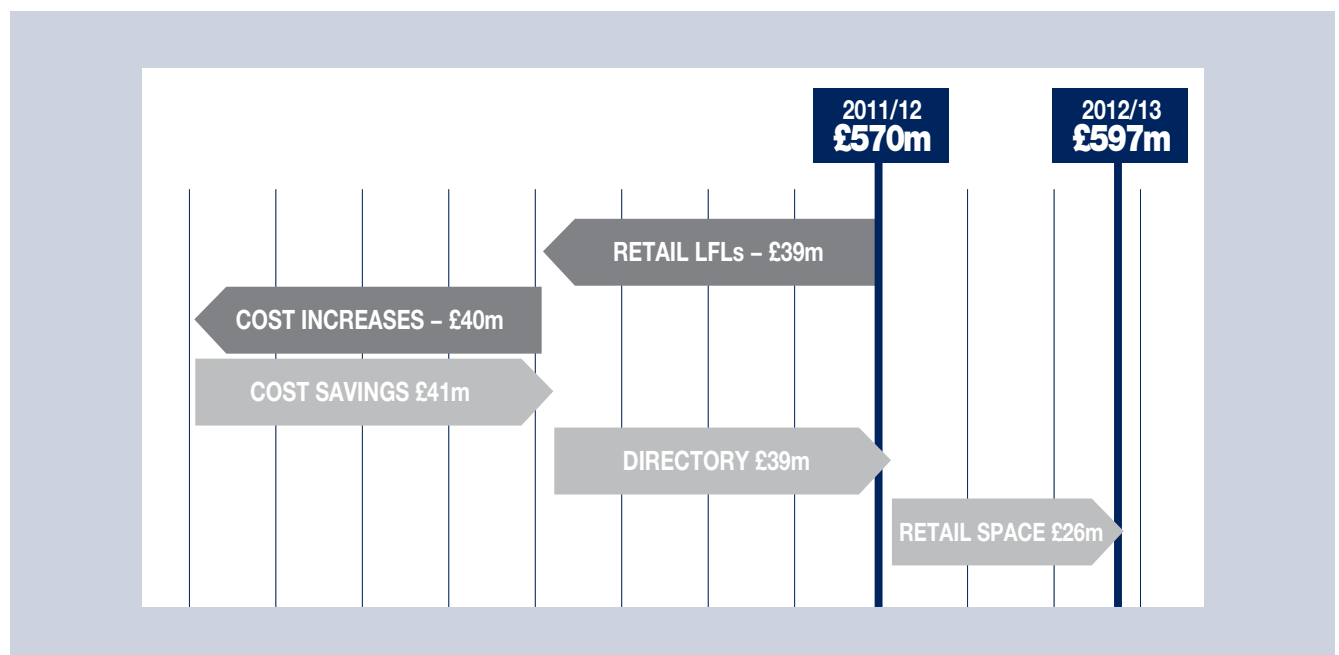 2011/12
£570m
2012/13
£597m
RETAIL LFLs – £39m
COST INCREASES – £40m
COST SAVINGS £41m
DIRECTORY £39m
RETAIL SPACE £26m